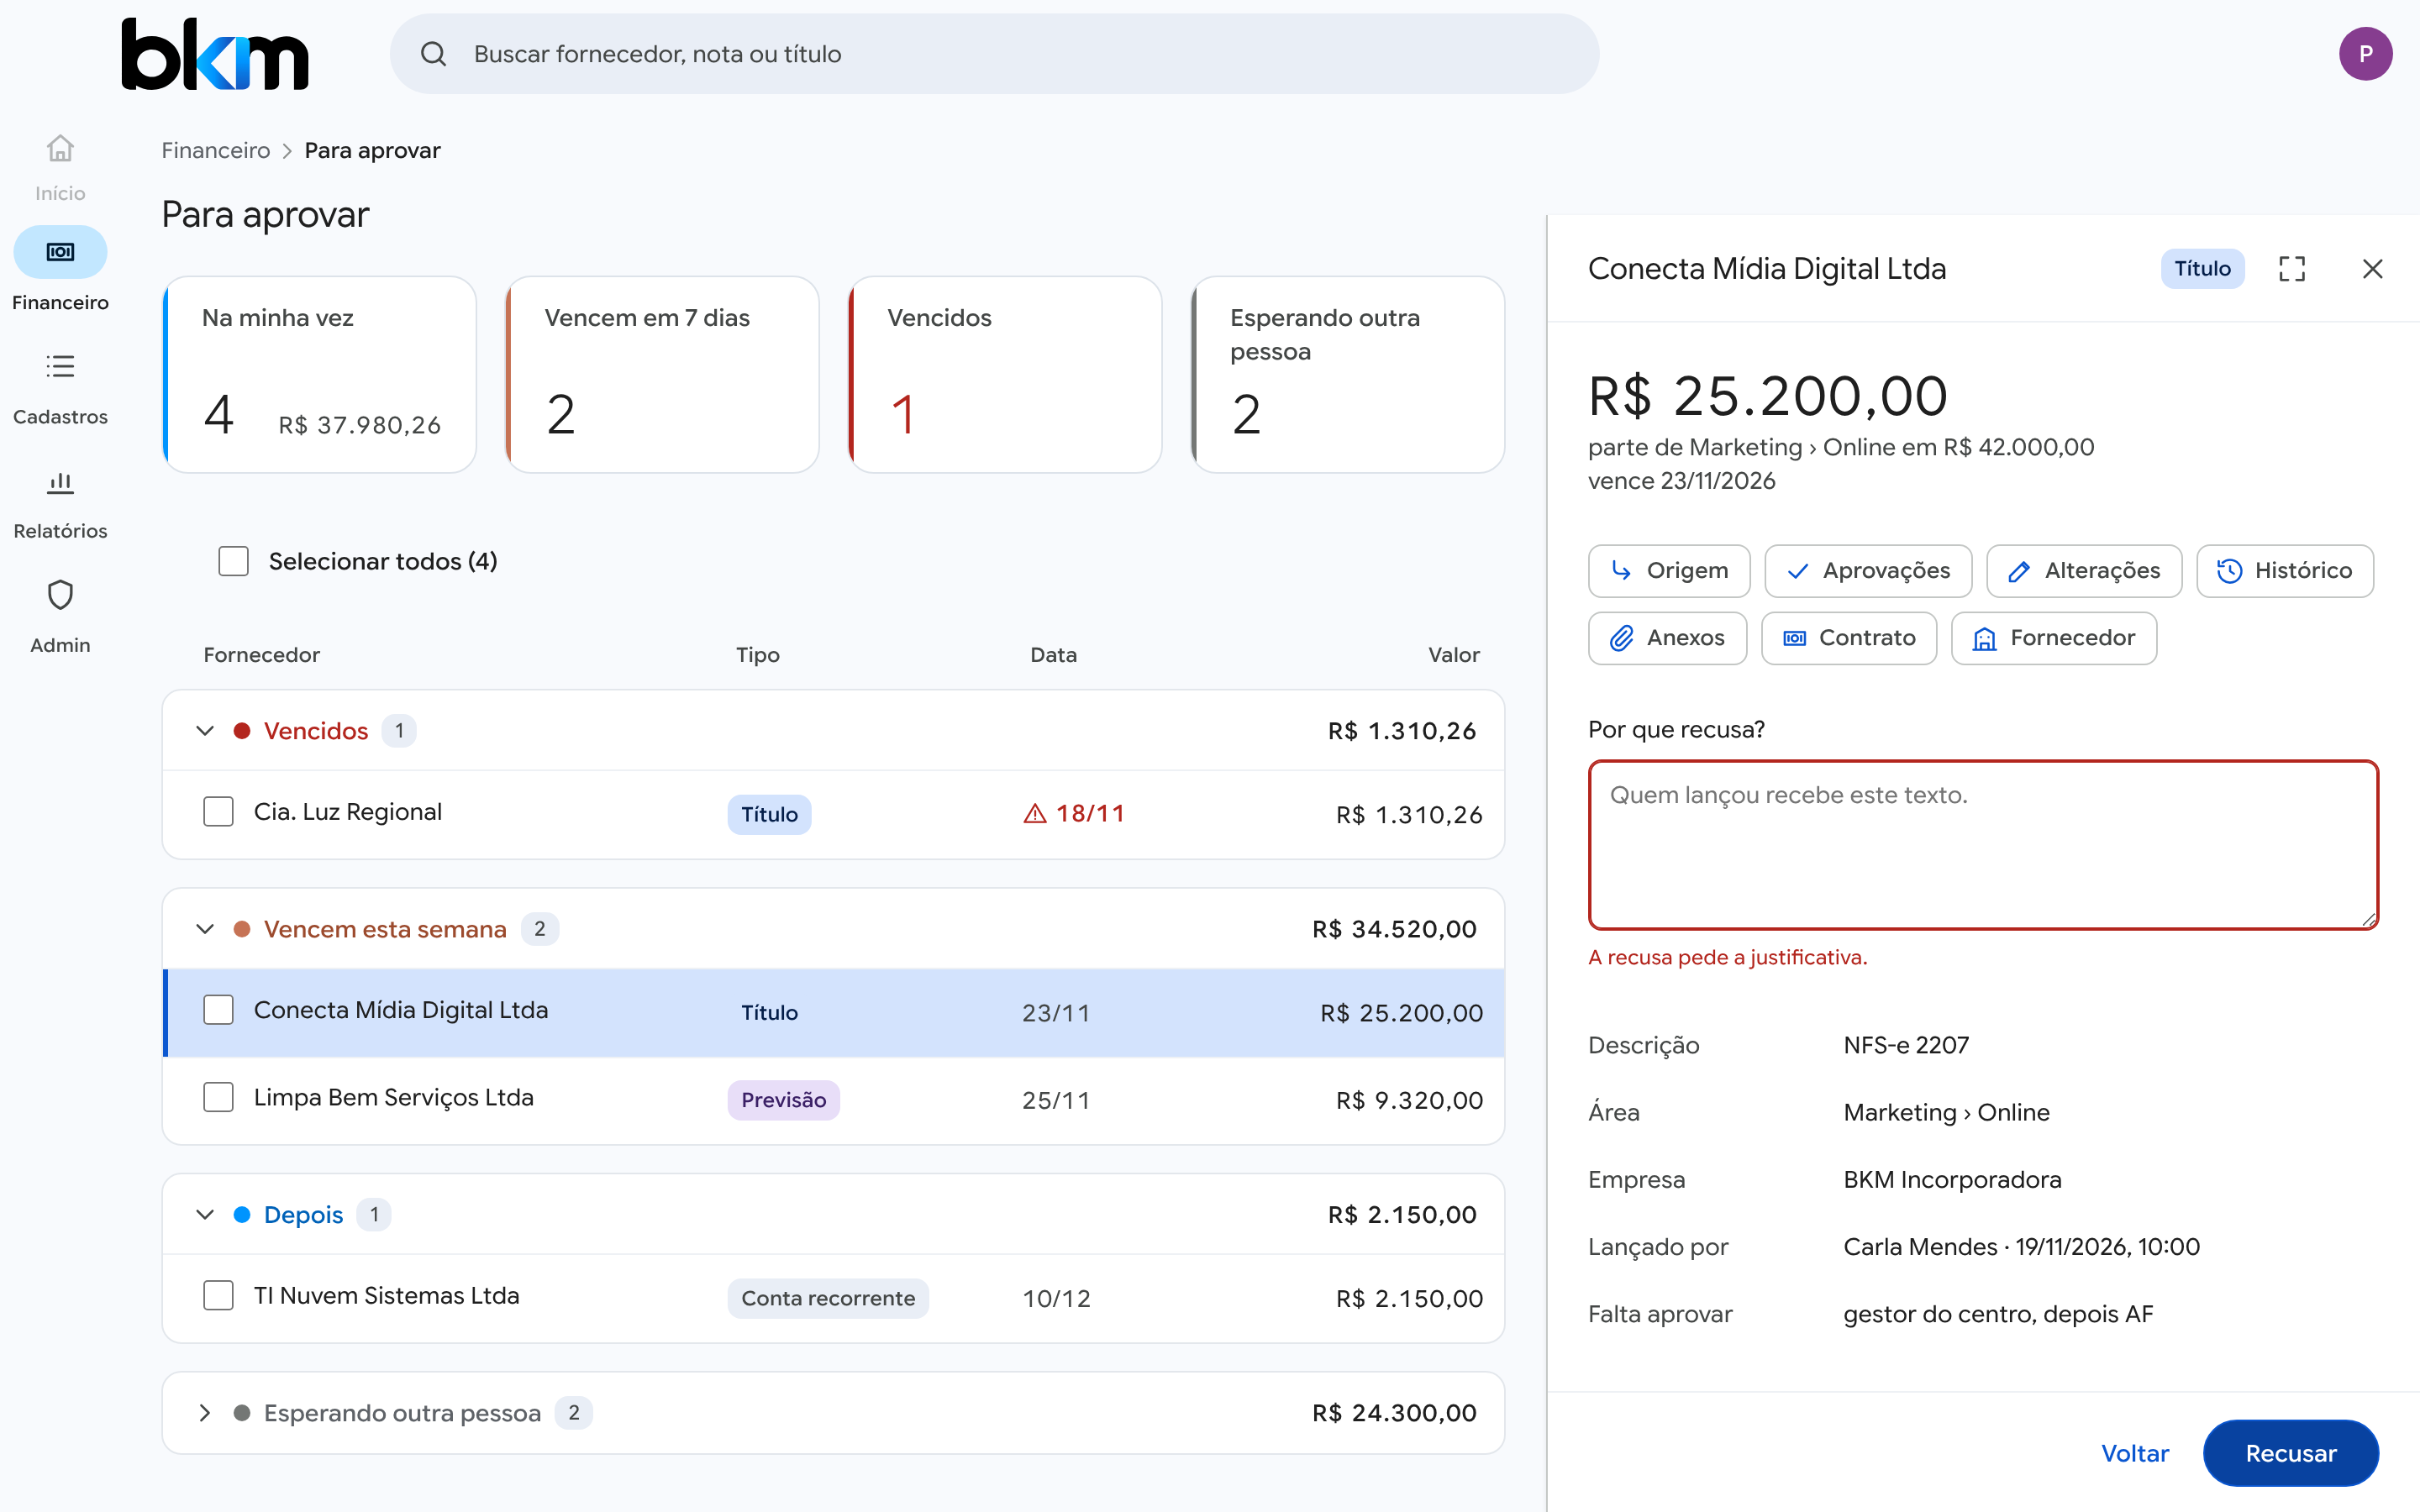 bkm
Buscar fornecedor, nota ou título
P
Início
Financeiro
Cadastros
Relatórios
Admin
Financeiro > Para aprovar
Para aprovar
Na minha vez
4 R$ 37.980,26
Vencem em 7 dias
2
Vencidos
1
Esperando outra
pessoa
2
Selecionar todos (4)
Fornecedor Tipo Data Valor
Vencidos 1 R$ 1.310,26
Cia. Luz Regional Título 18/11 R$ 1.310,26
Vencem esta semana 2 R$ 34.520,00
Conecta Mídia Digital Ltda Título 23/11 R$ 25.200,00
Limpa Bem Serviços Ltda Previsão 25/11 R$ 9.320,00
Depois 1 R$ 2.150,00
TI Nuvem Sistemas Ltda Conta recorrente 10/12 R$ 2.150,00
Esperando outra pessoa 2 R$ 24.300,00
Conecta Mídia Digital Ltda Título
R$ 25.200,00
parte de Marketing › Online em R$ 42.000,00
vence 23/11/2026
Origem Aprovações Alterações Histórico
Anexos Contrato Fornecedor
Por que recusa?
Quem lançou recebe este texto.
A recusa pede a justificativa.
Descrição NFS-e 2207
Área Marketing › Online
Empresa BKM Incorporadora
Lançado por Carla Mendes · 19/11/2026, 10:00
Falta aprovar gestor do centro, depois AF
Voltar Recusar